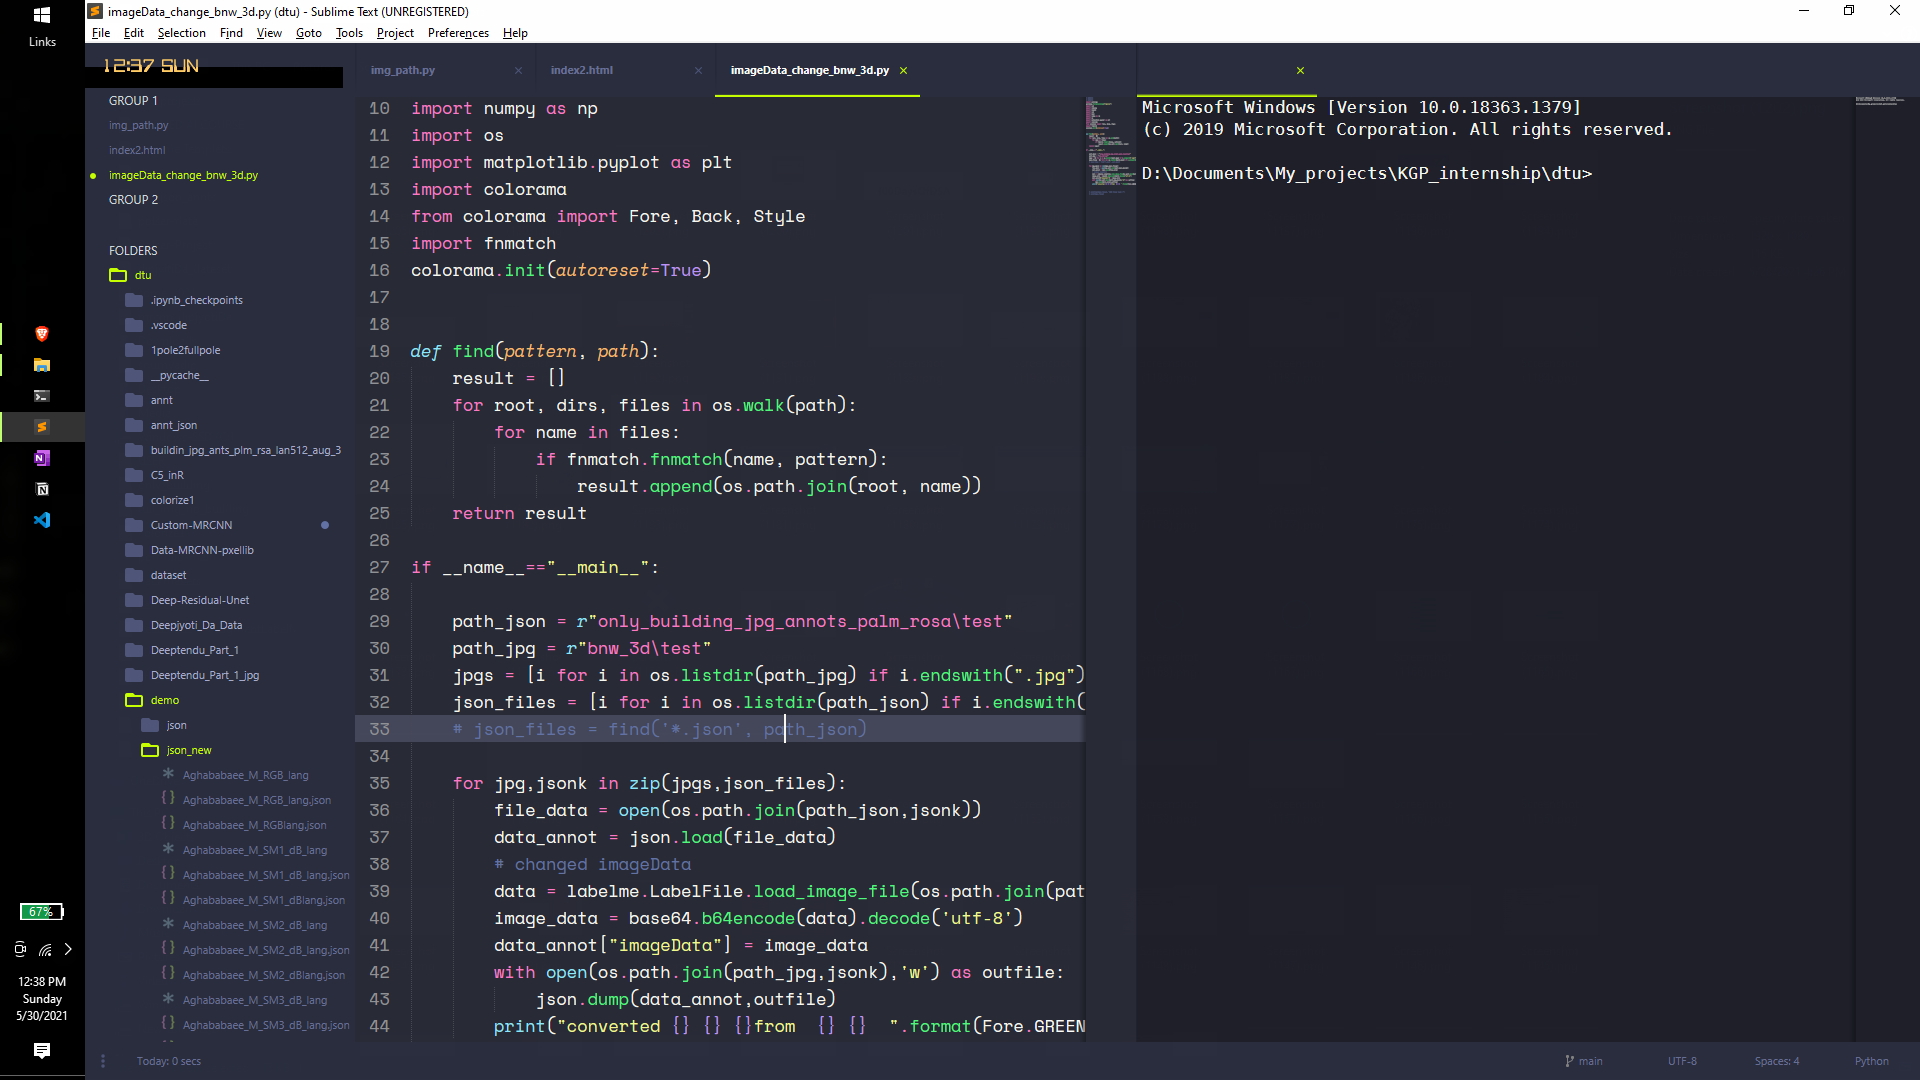 Links
imageData_change_bnw_3d.py (dtu) - Sublime Text (UNREGISTERED)
File Edit Selection Find View Goto Tools Project Preferences Help
12:37 SUN
GROUP 1
img_path.py
index2.html
imageData_change_bnw_3d.py
GROUP 2
FOLDERS
dtu
.ipynb_checkpoints
.vscode
1pole2fullpole
__pycache__
annt
annt_json
buildin_jpg_ants_plm_rsa_lan512_aug_3
C5_inR
colorize1
Custom-MRCNN
Data-MRCNN-pxellib
dataset
Deep-Residual-Unet
Deepjyoti_Da_Data
Deeptendu_Part_1
Deeptendu_Part_1_jpg
demo
json
json_new
Aghababaee_M_RGB_lang
Aghababaee_M_RGB_lang.json
Aghababaee_M_RGBlang.json
Aghababaee_M_SM1_dB_lang
Aghababaee_M_SM1_dB_lang.json
Aghababaee_M_SM1_dBlang.json
Aghababaee_M_SM2_dB_lang
Aghababaee_M_SM2_dB_lang.json
Aghababaee_M_SM2_dBlang.json
Aghababaee_M_SM3_dB_lang
Aghababaee_M_SM3_dB_lang.json
img_path.py
index2.html
imageData_change_bnw_3d.py
10 import numpy as np
11 import os
12 import matplotlib.pyplot as plt
13 import colorama
14 from colorama import Fore, Back, Style
15 import fnmatch
16 colorama.init(autoreset=True)
17
18
19 def find(pattern, path):
20     result = []
21     for root, dirs, files in os.walk(path):
22         for name in files:
23             if fnmatch.fnmatch(name, pattern):
24                 result.append(os.path.join(root, name))
25     return result
26
27 if __name__=="__main__":
28
29     path_json = r"only_building_jpg_annots_palm_rosa\test"
30     path_jpg = r"bnw_3d\test"
31     jpgs = [i for i in os.listdir(path_jpg) if i.endswith(".jpg")
32     json_files = [i for i in os.listdir(path_json) if i.endswith(
33     # json_files = find('*.json', path_json)
34
35     for jpg,jsonk in zip(jpgs,json_files):
36         file_data = open(os.path.join(path_json,jsonk))
37         data_annot = json.load(file_data)
38         # changed imageData
39         data = labelme.LabelFile.load_image_file(os.path.join(pat
40         image_data = base64.b64encode(data).decode('utf-8')
41         data_annot["imageData"] = image_data
42         with open(os.path.join(path_jpg,jsonk),'w') as outfile:
43             json.dump(data_annot,outfile)
44         print("converted {} {} {}from  {} {}  ".format(Fore.GREEN
Microsoft Windows [Version 10.0.18363.1379]
(c) 2019 Microsoft Corporation. All rights reserved.
D:\Documents\My_projects\KGP_internship\dtu>
67%
12:38 PM
Sunday
5/30/2021
Today: 0 secs
main
UTF-8
Spaces: 4
Python